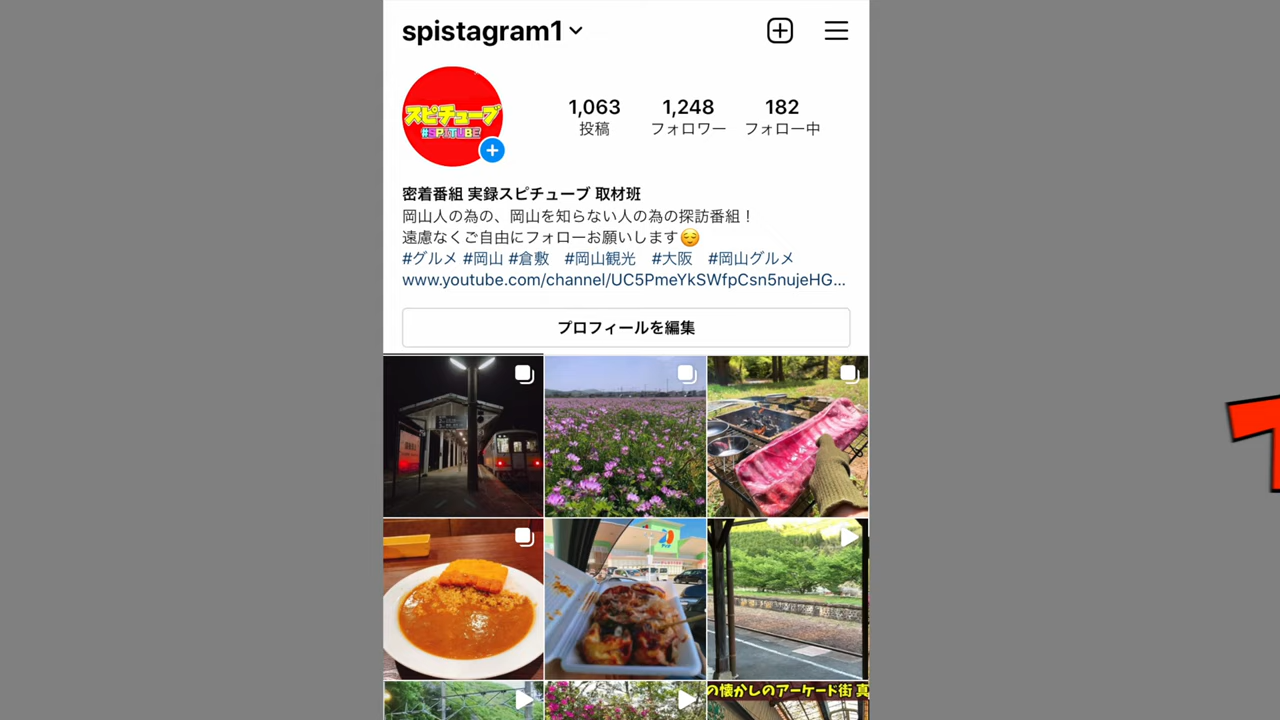 spistagram1
スピチューブ
#SPITUBE
1,063
投稿
1,248
フォロワー
182
フォロー中
密着番組 実録スピチューブ 取材班
岡山人の為の、岡山を知らない人の為の探訪番組！
遠慮なくご自由にフォローお願いします😌
#グルメ #岡山 #倉敷　#岡山観光　#大阪　#岡山グルメ
www.youtube.com/channel/UC5PmeYkSWfpCsn5nujeHG...
プロフィールを編集
の懐かしのアーケード街 真